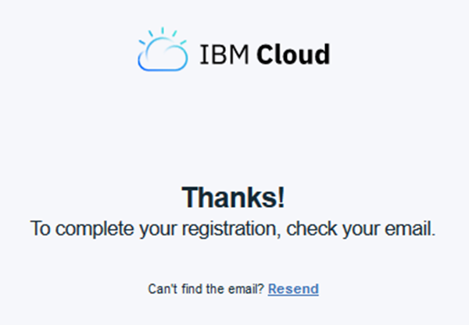 IBM Cloud
Thanks!
To complete your registration, check your email.
Can't find the email? Resend